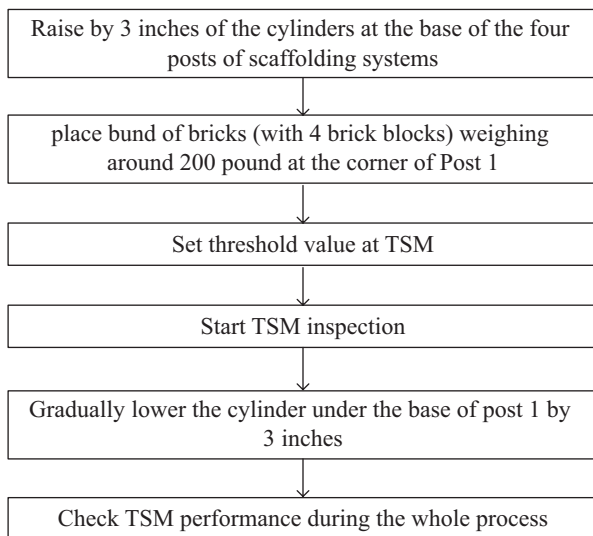 Raise by 3 inches of the cylinders at the base of the four
posts of scaffolding systems
place bund of bricks (with 4 brick blocks) weighing
around 200 pound at the corner of Post 1
Set threshold value at TSM
Start TSM inspection
Gradually lower the cylinder under the base of post 1 by
3 inches
Check TSM performance during the whole process